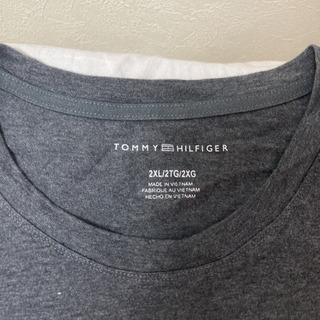 TOMMY HILFIGER
2XL/2TG/2XG
MADE IN VIETNAM
FABRIQUÉ AU VIETNAM
HECHO EN VIETNAM